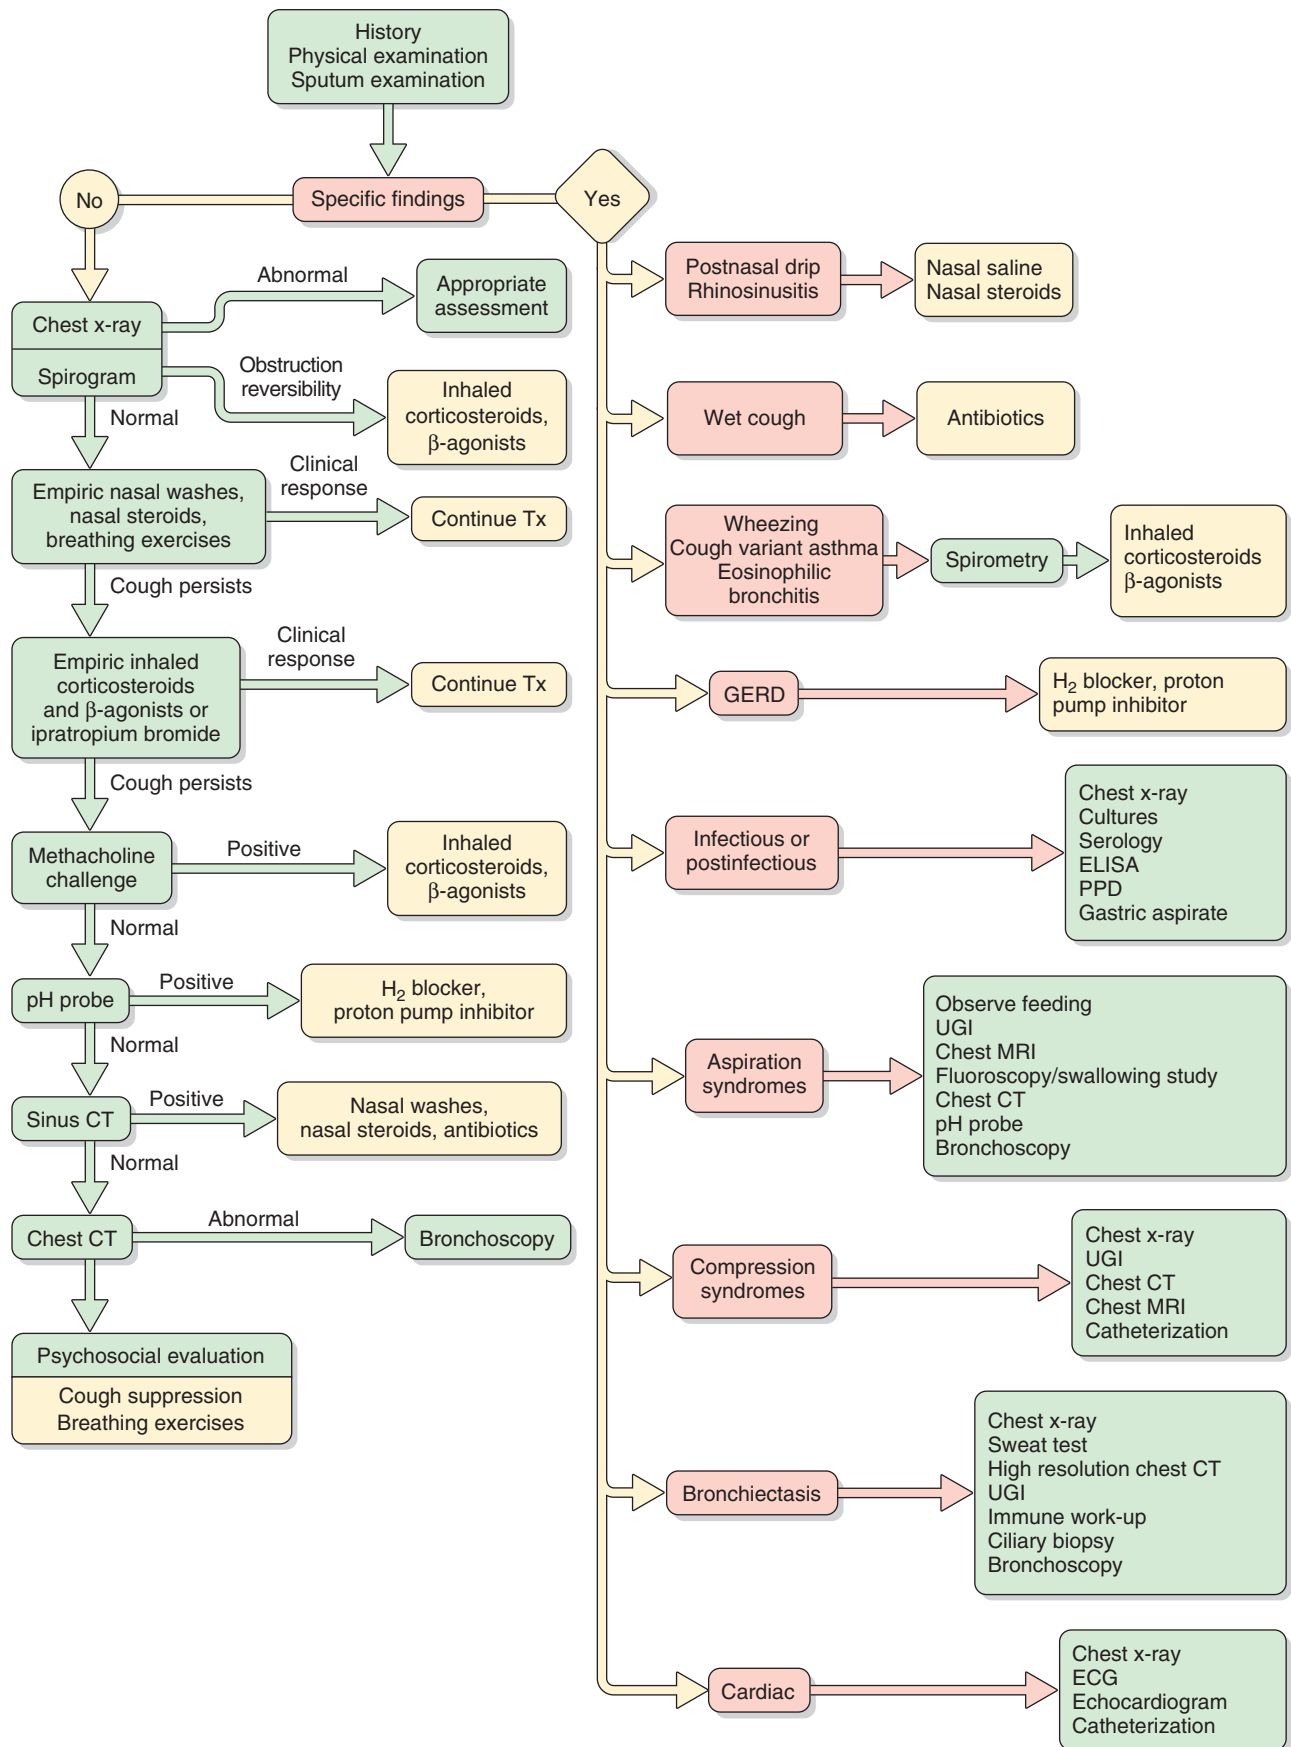 History
Physical examination
Sputum examination
Specific findings
No
Yes
Chest x-ray
Spirogram
Abnormal
Appropriate
assessment
Obstruction
reversibility
Inhaled
corticosteroids,
β-agonists
Normal
Empiric nasal washes,
nasal steroids,
breathing exercises
Clinical
response
Continue Tx
Cough persists
Empiric inhaled
corticosteroids
and β-agonists or
ipratropium bromide
Clinical
response
Continue Tx
Cough persists
Methacholine
challenge
Positive
Inhaled
corticosteroids,
β-agonists
Normal
pH probe
Positive
H₂ blocker,
proton pump inhibitor
Normal
Sinus CT
Positive
Nasal washes,
nasal steroids, antibiotics
Normal
Chest CT
Abnormal
Bronchoscopy
Psychosocial evaluation
Cough suppression
Breathing exercises
Postnasal drip
Rhinosinusitis
Nasal saline
Nasal steroids
Wet cough
Antibiotics
Wheezing
Cough variant asthma
Eosinophilic
bronchitis
Spirometry
Inhaled
corticosteroids
β-agonists
GERD
H₂ blocker, proton
pump inhibitor
Infectious or
postinfectious
Chest x-ray
Cultures
Serology
ELISA
PPD
Gastric aspirate
Aspiration
syndromes
Observe feeding
UGI
Chest MRI
Fluoroscopy/swallowing study
Chest CT
pH probe
Bronchoscopy
Compression
syndromes
Chest x-ray
UGI
Chest CT
Chest MRI
Catheterization
Bronchiectasis
Chest x-ray
Sweat test
High resolution chest CT
UGI
Immune work-up
Ciliary biopsy
Bronchoscopy
Cardiac
Chest x-ray
ECG
Echocardiogram
Catheterization